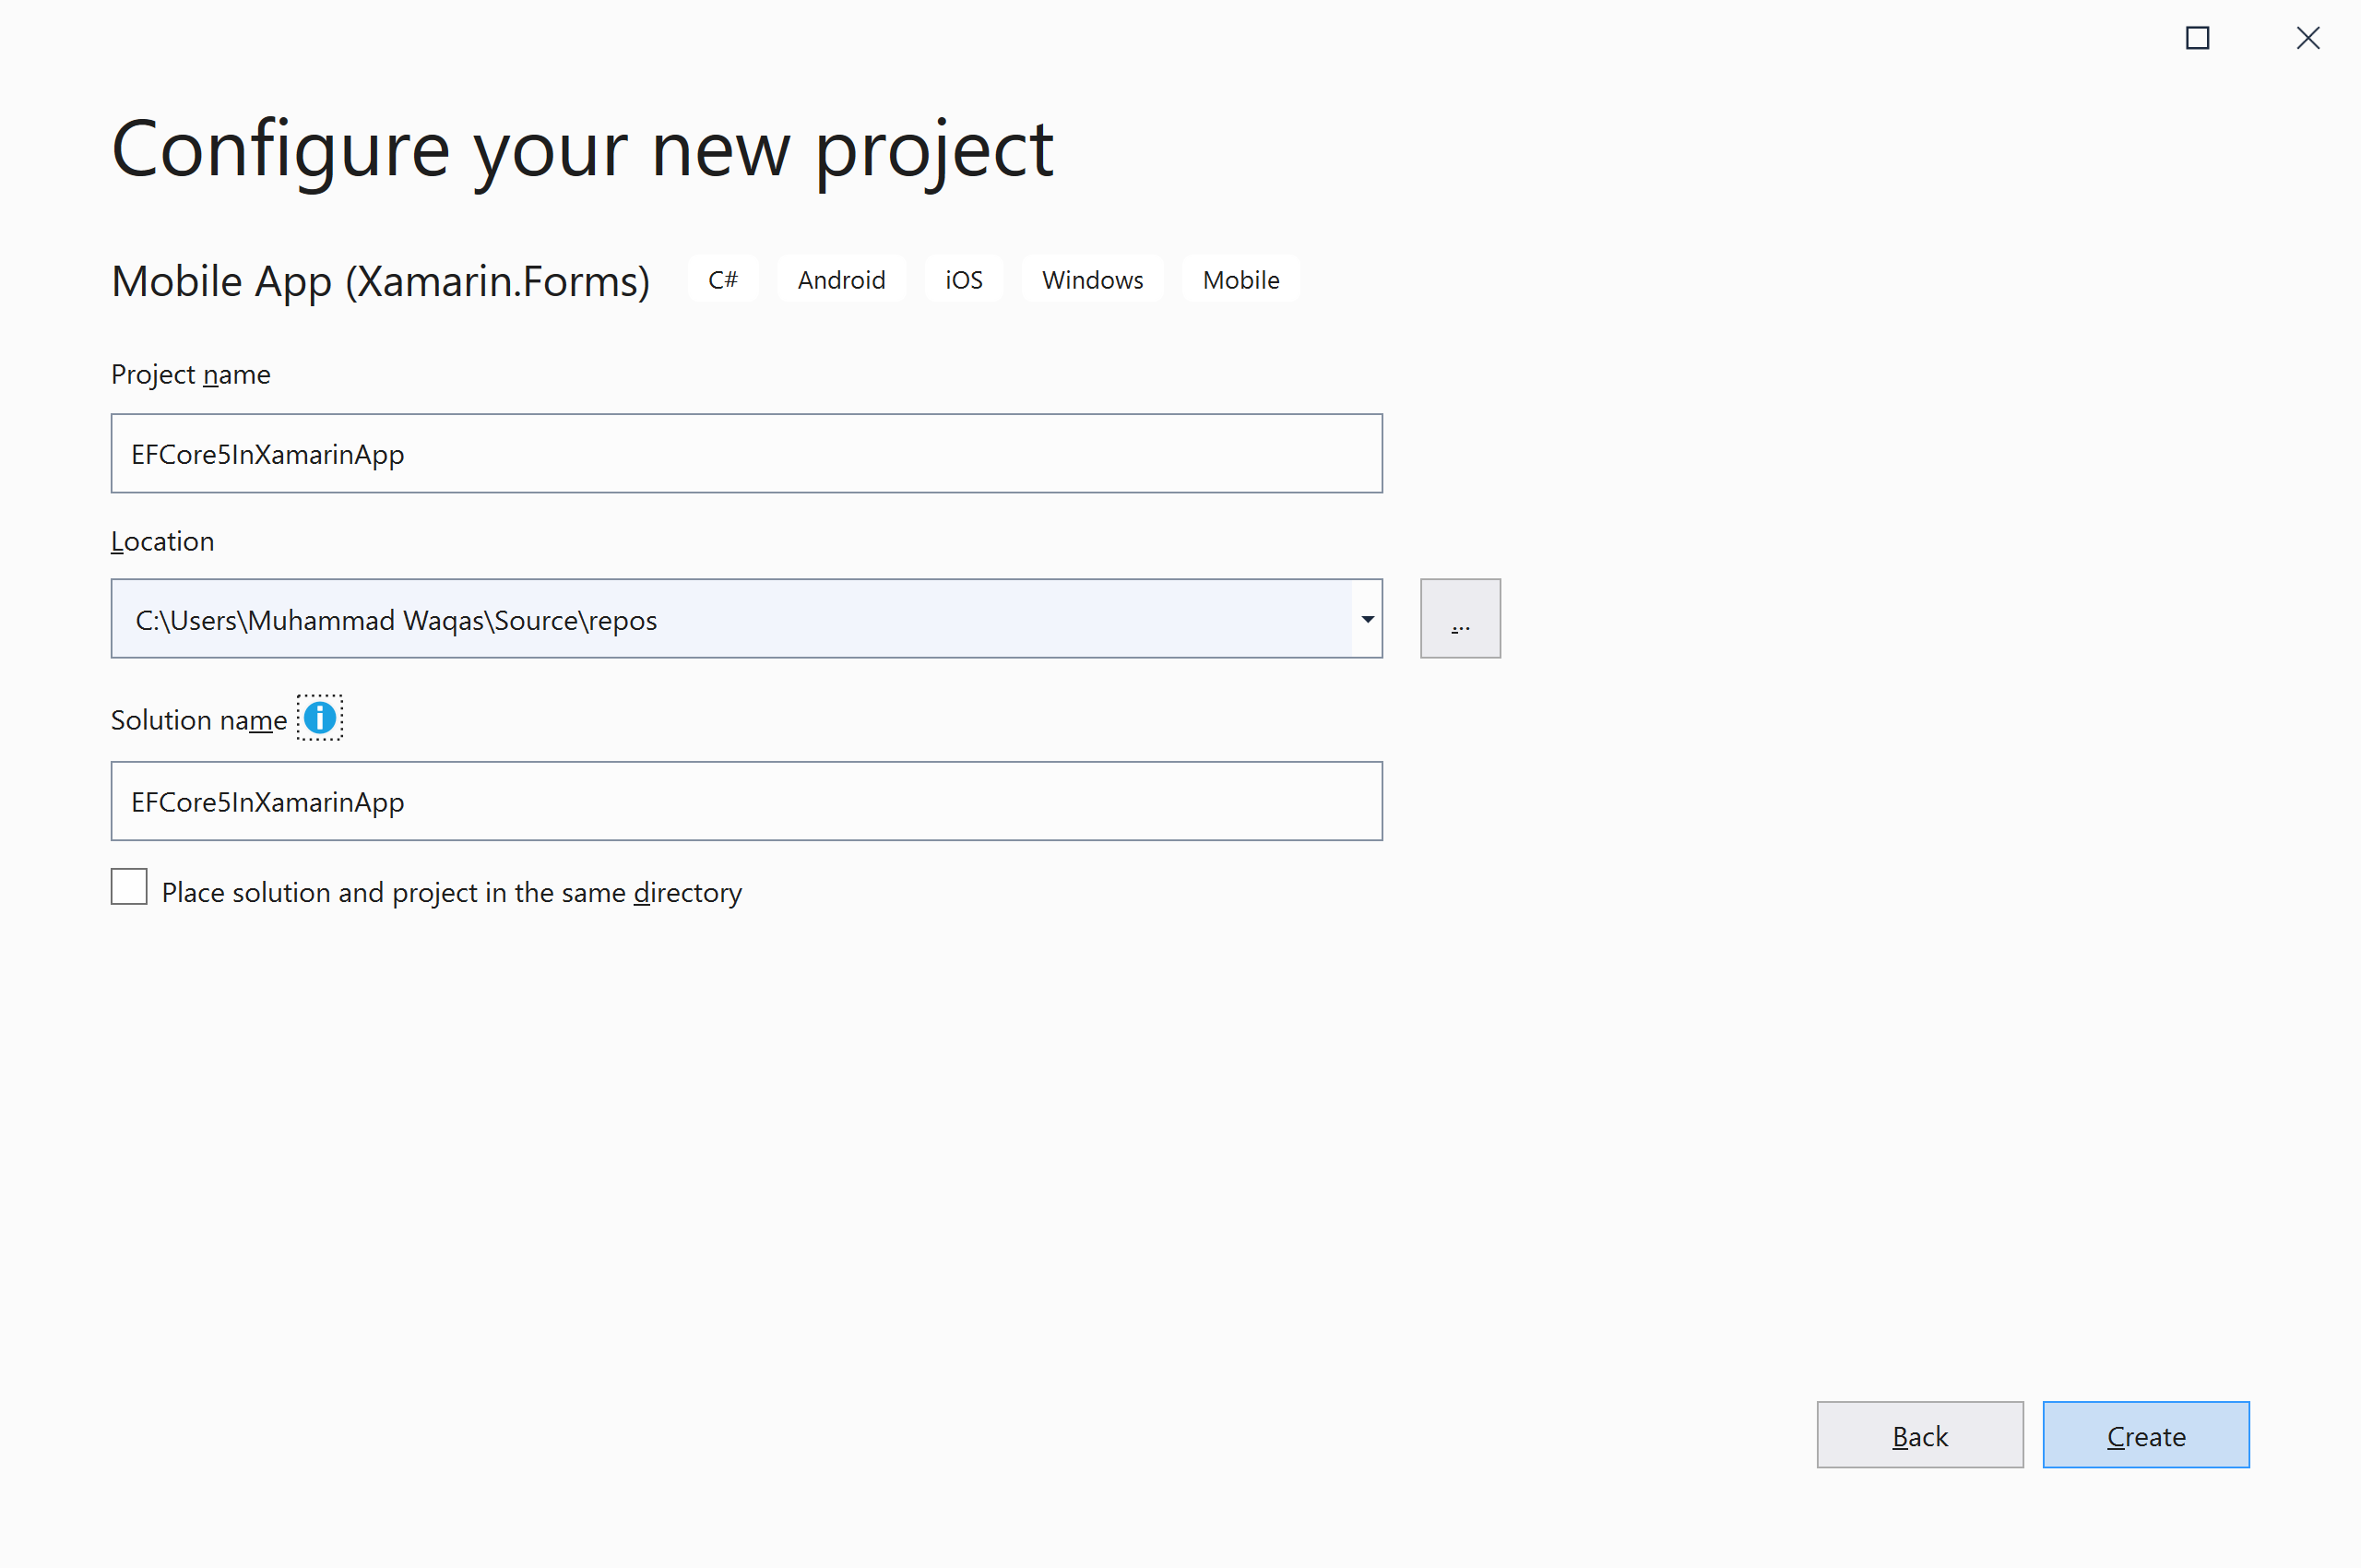 Configure your new project
Mobile App (Xamarin.Forms) C# Android iOS Windows Mobile
Project name
EFCore5InXamarinApp
Location
C:\Users\Muhammad Waqas\Source\repos
...
Solution name
EFCore5InXamarinApp
Place solution and project in the same directory
Back Create